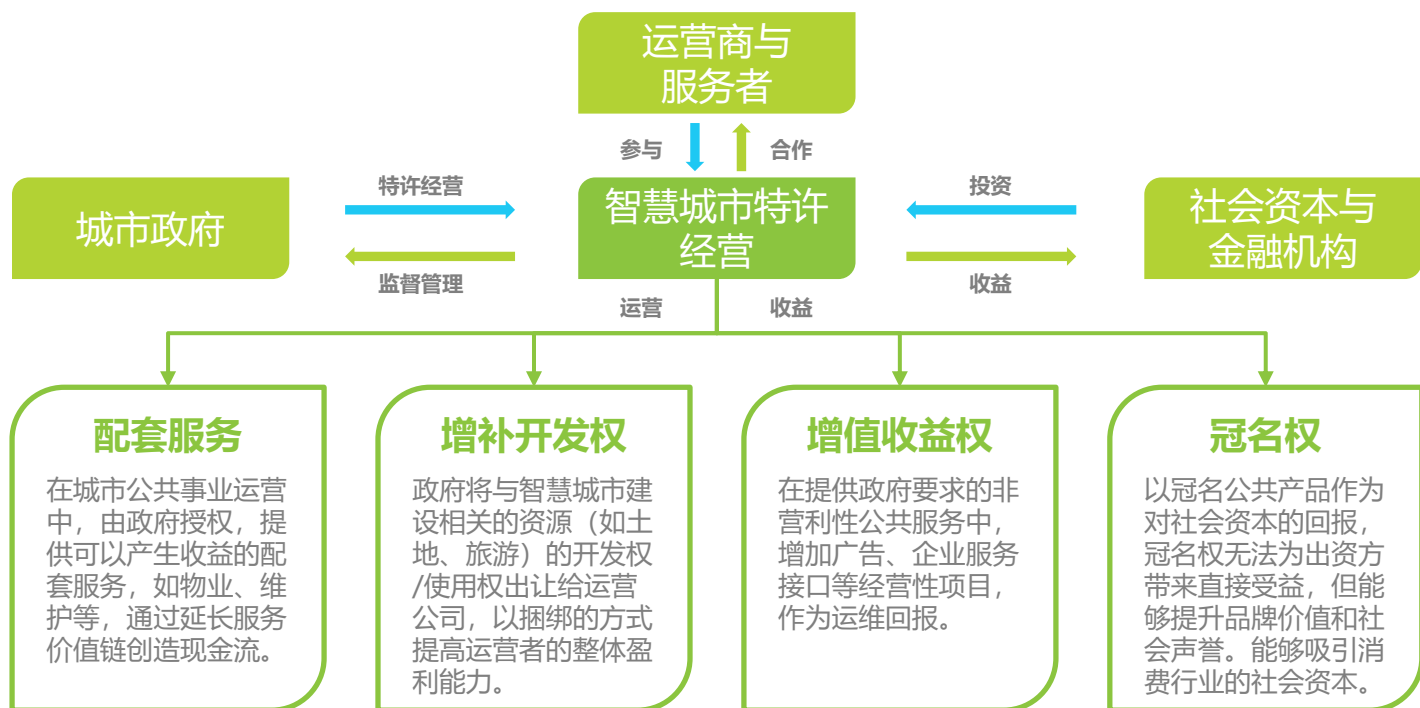 运营商与
服务者
参与
合作
城市政府
特许经营
监督管理
智慧城市特许
经营
投资
收益
社会资本与
金融机构
运营
收益
配套服务
在城市公共事业运营
中，由政府授权，提
供可以产生收益的配
套服务，如物业、维
护等，通过延长服务
价值链创造现金流。
增补开发权
政府将与智慧城市建
设相关的资源（如土
地、旅游）的开发权
/使用权出让给运营
公司，以捆绑的方式
提高运营者的整体盈
利能力。
增值收益权
在提供政府要求的非
营利性公共服务中，
增加广告、企业服务
接口等经营性项目，
作为运维回报。
冠名权
以冠名公共产品作为
对社会资本的回报，
冠名权无法为出资方
带来直接受益，但能
够提升品牌价值和社
会声誉。能够吸引消
费行业的社会资本。